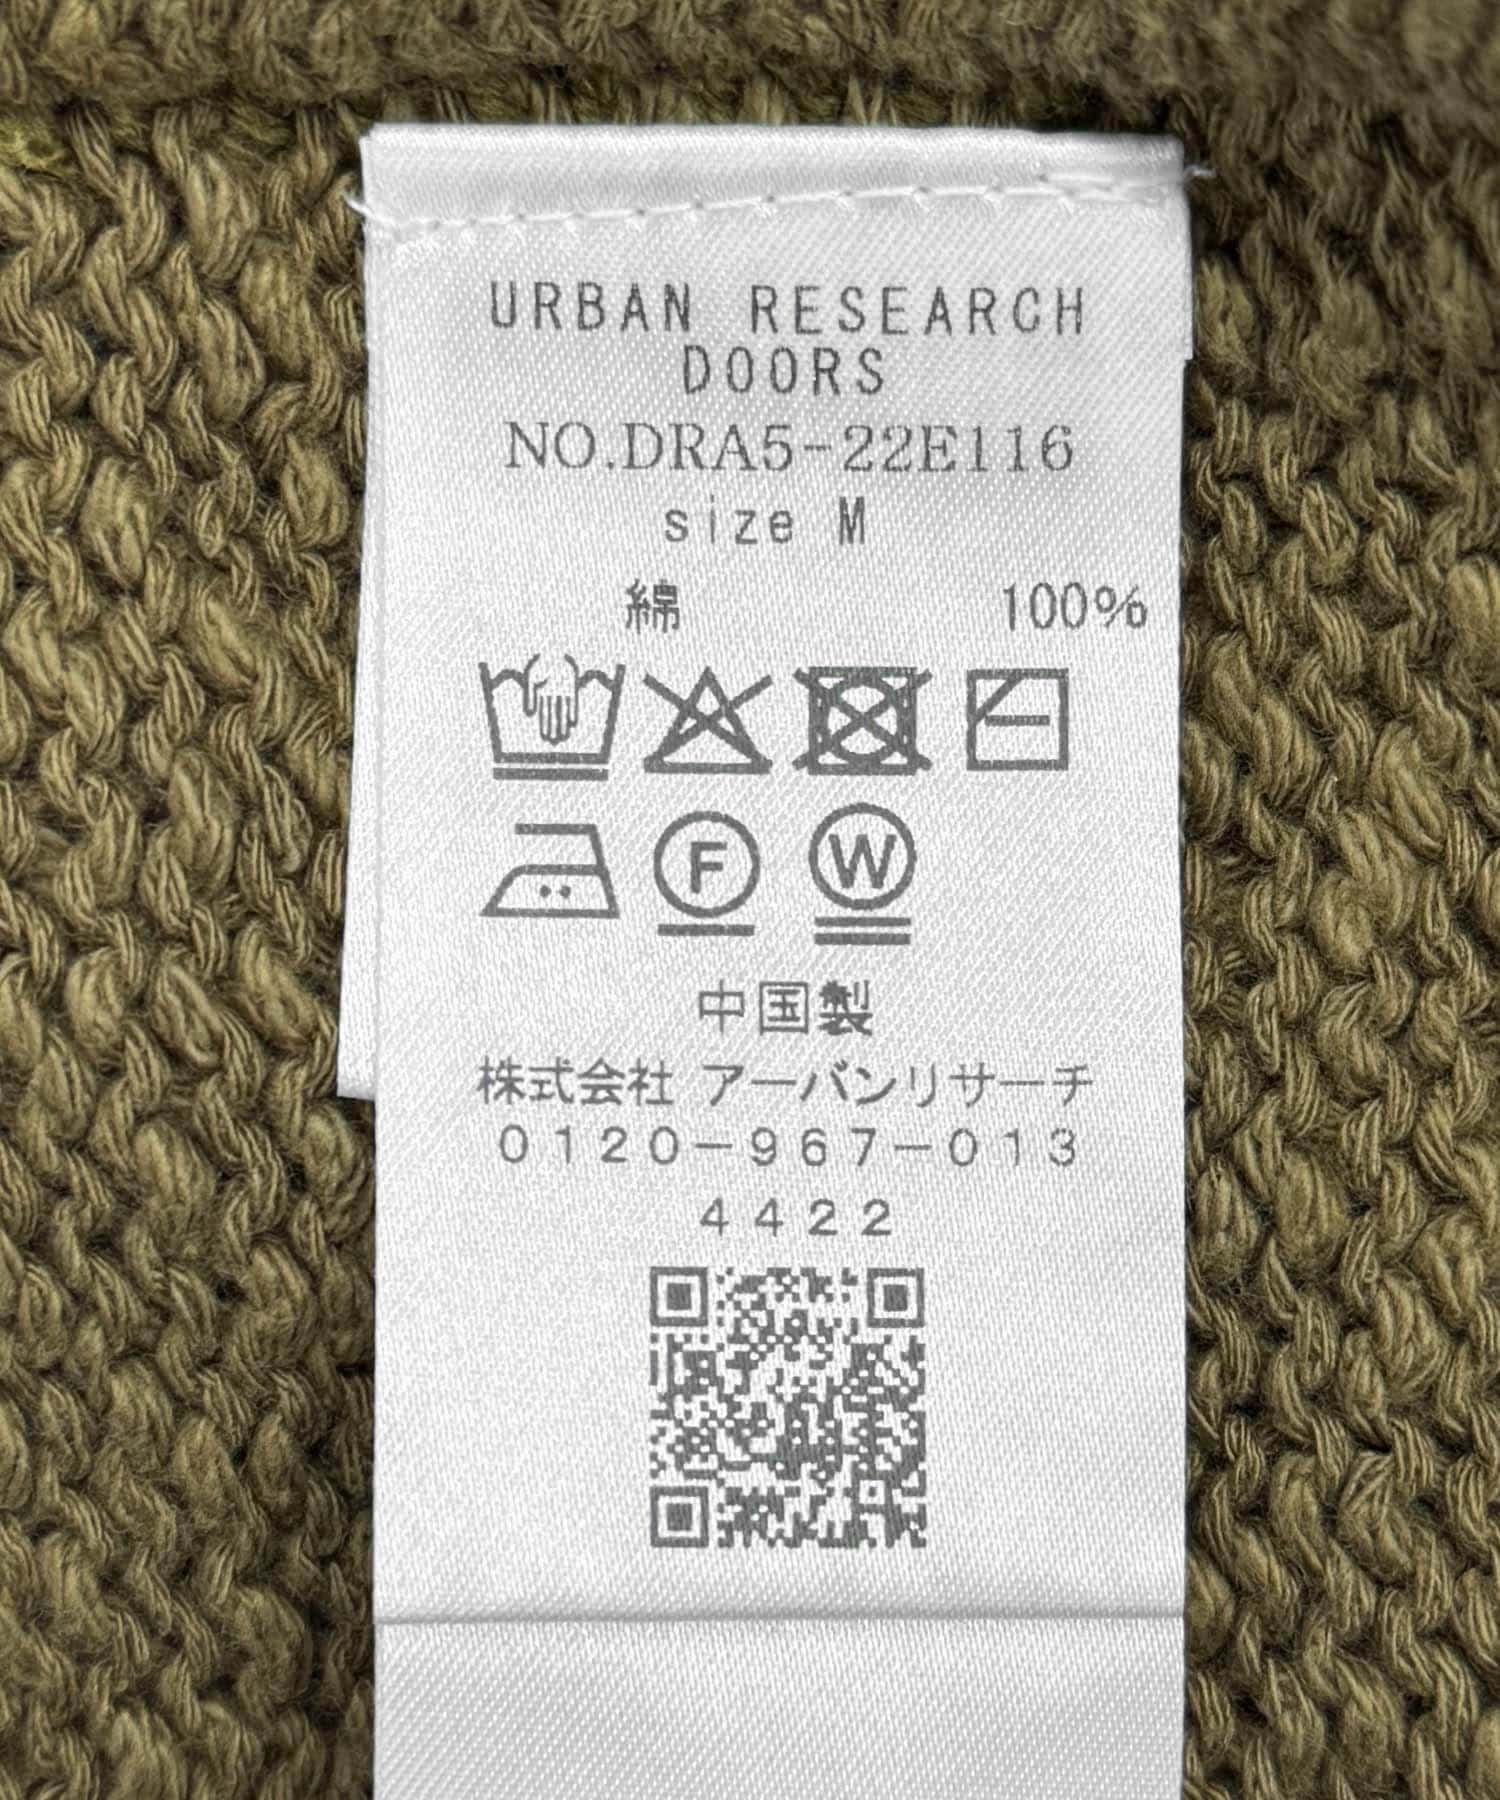 URBAN RESEARCH
DOORS
NO.DRA5-22E116
size M
綿 100%
F W
中国製
株式会社 アーバンリサーチ
0120-967-013
4422